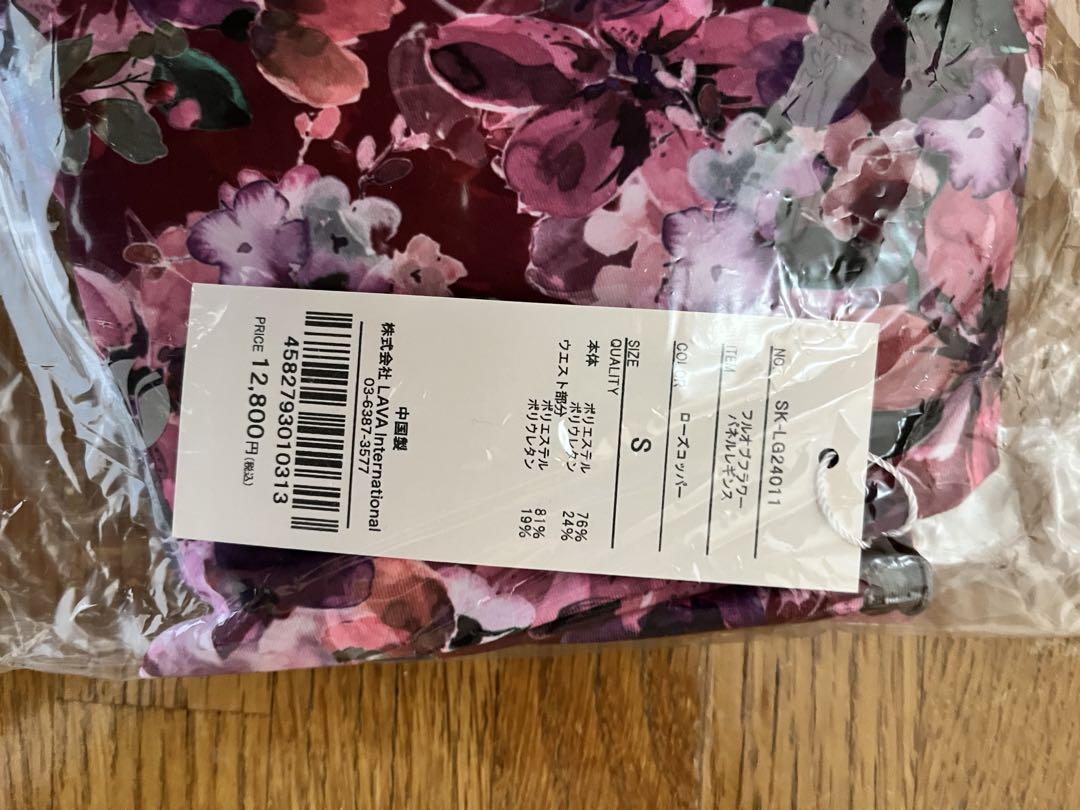 NO. SK-LG24011
ITEM フルオブフラワー
パネルレギンス
COLOR ローズコッパー
SIZE S
QUALITY
本体 ポリエステル 76%
ポリウレタン 24%
ウエスト部分 ポリエステル 81%
ポリウレタン 19%
中国製
株式会社 LAVA International
03-6387-3577
4582793010313
PRICE 12,800円(税込)